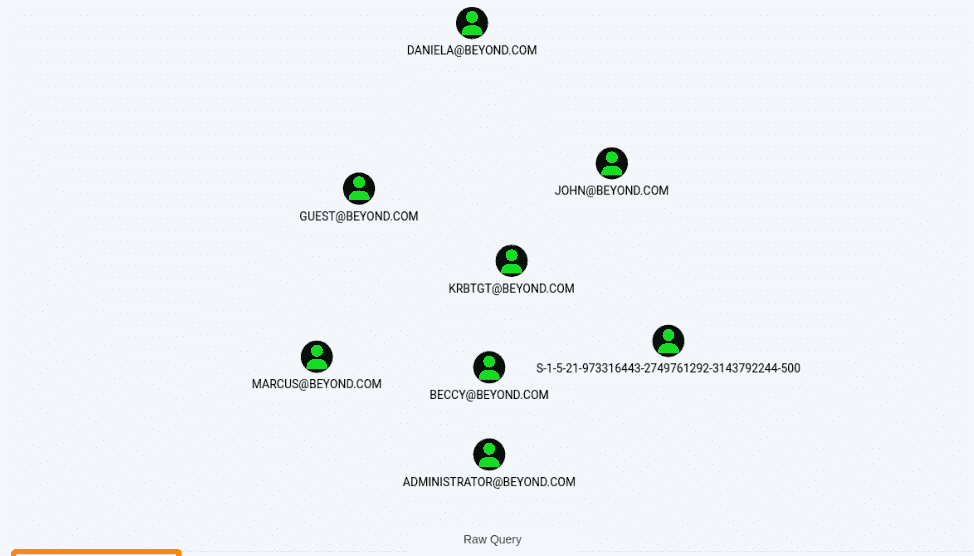 DANIELA@BEYOND.COM
JOHN@BEYOND.COM
GUEST@BEYOND.COM
KRBTGT@BEYOND.COM
S-1-5-21-973316443-2749761292-3143792244-500
MARCUS@BEYOND.COM
BECCY@BEYOND.COM
ADMINISTRATOR@BEYOND.COM
Raw Query